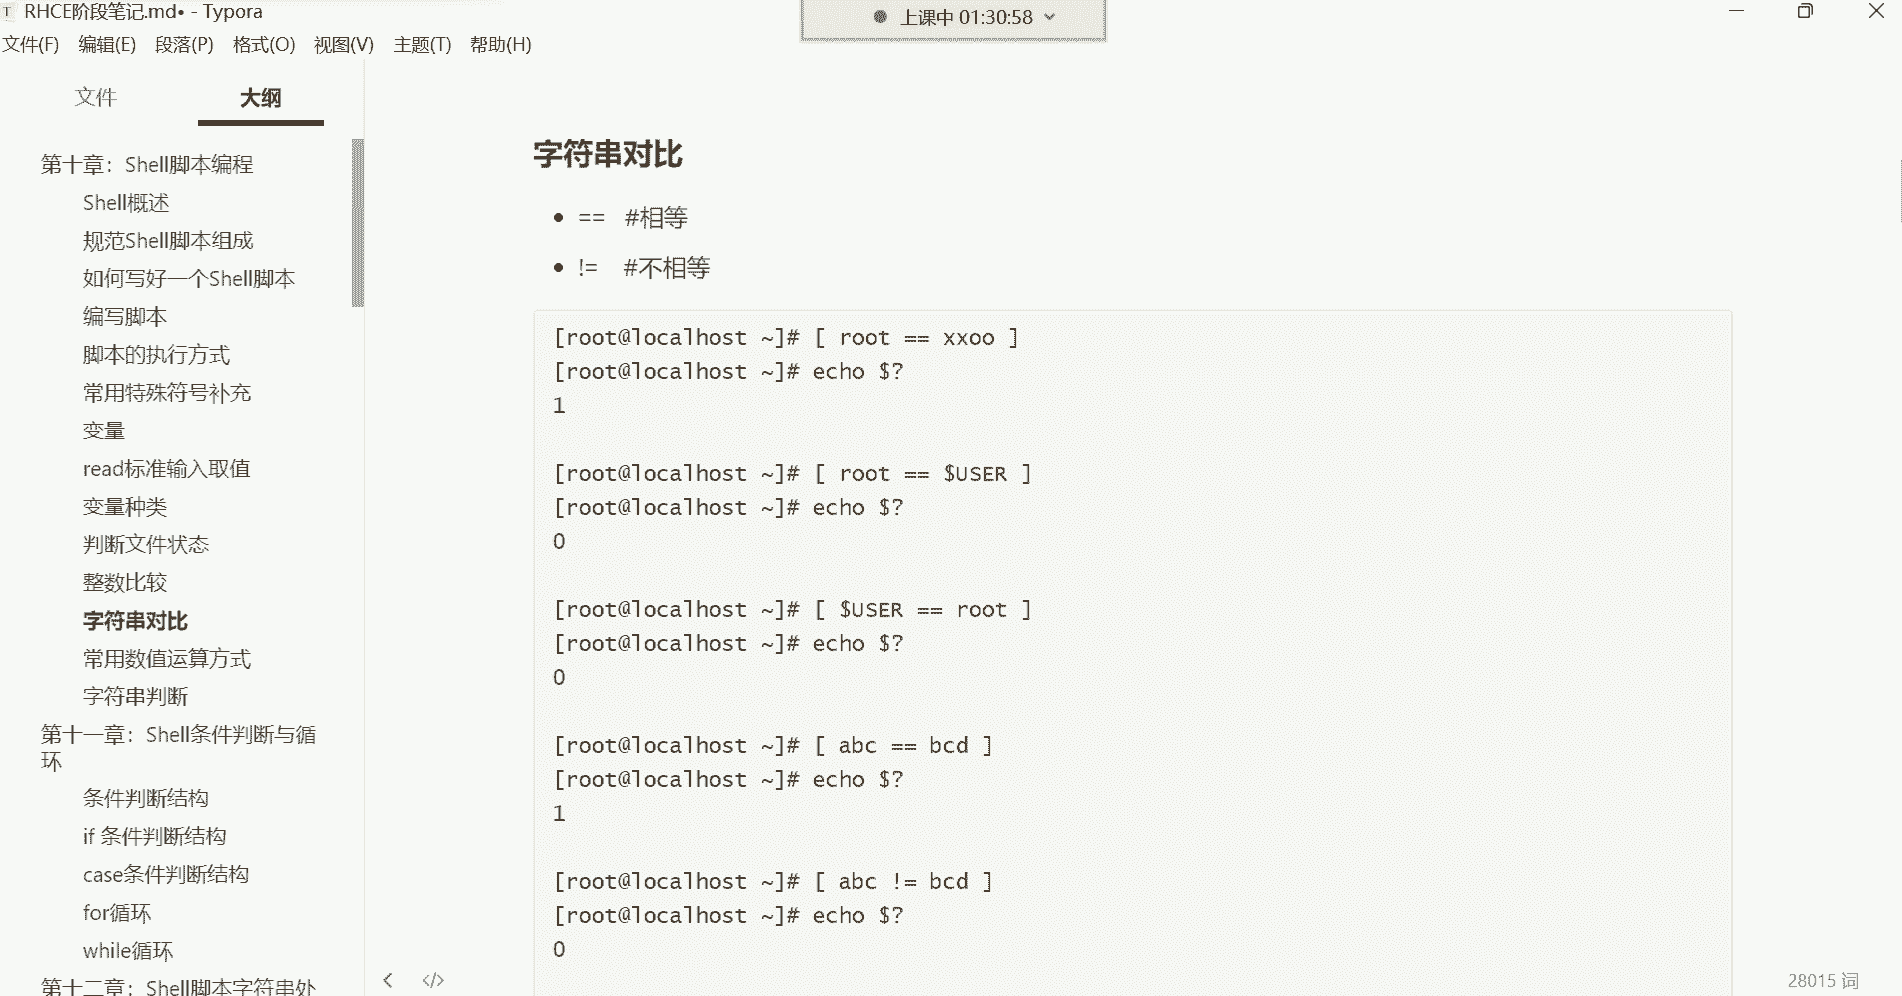 T RHCE阶段笔记.md• - Typora
上课中 01:30:58
文件(F) 编辑(E) 段落(P) 格式(O) 视图(V) 主题(T) 帮助(H)
文件 大纲
第十章：Shell脚本编程
Shell概述
规范Shell脚本组成
如何写好一个Shell脚本
编写脚本
脚本的执行方式
常用特殊符号补充
变量
read标准输入取值
变量种类
判断文件状态
整数比较
字符串对比
常用数值运算方式
字符串判断
第十一章：Shell条件判断与循
环
条件判断结构
if 条件判断结构
case条件判断结构
for循环
while循环
第十二章：Shell脚本字符串处
字符串对比
== #相等
!= #不相等
[root@localhost ~]# [ root == xxoo ]
[root@localhost ~]# echo $?
1
[root@localhost ~]# [ root == $USER ]
[root@localhost ~]# echo $?
0
[root@localhost ~]# [ $USER == root ]
[root@localhost ~]# echo $?
0
[root@localhost ~]# [ abc == bcd ]
[root@localhost ~]# echo $?
1
[root@localhost ~]# [ abc != bcd ]
[root@localhost ~]# echo $?
0
28015 词